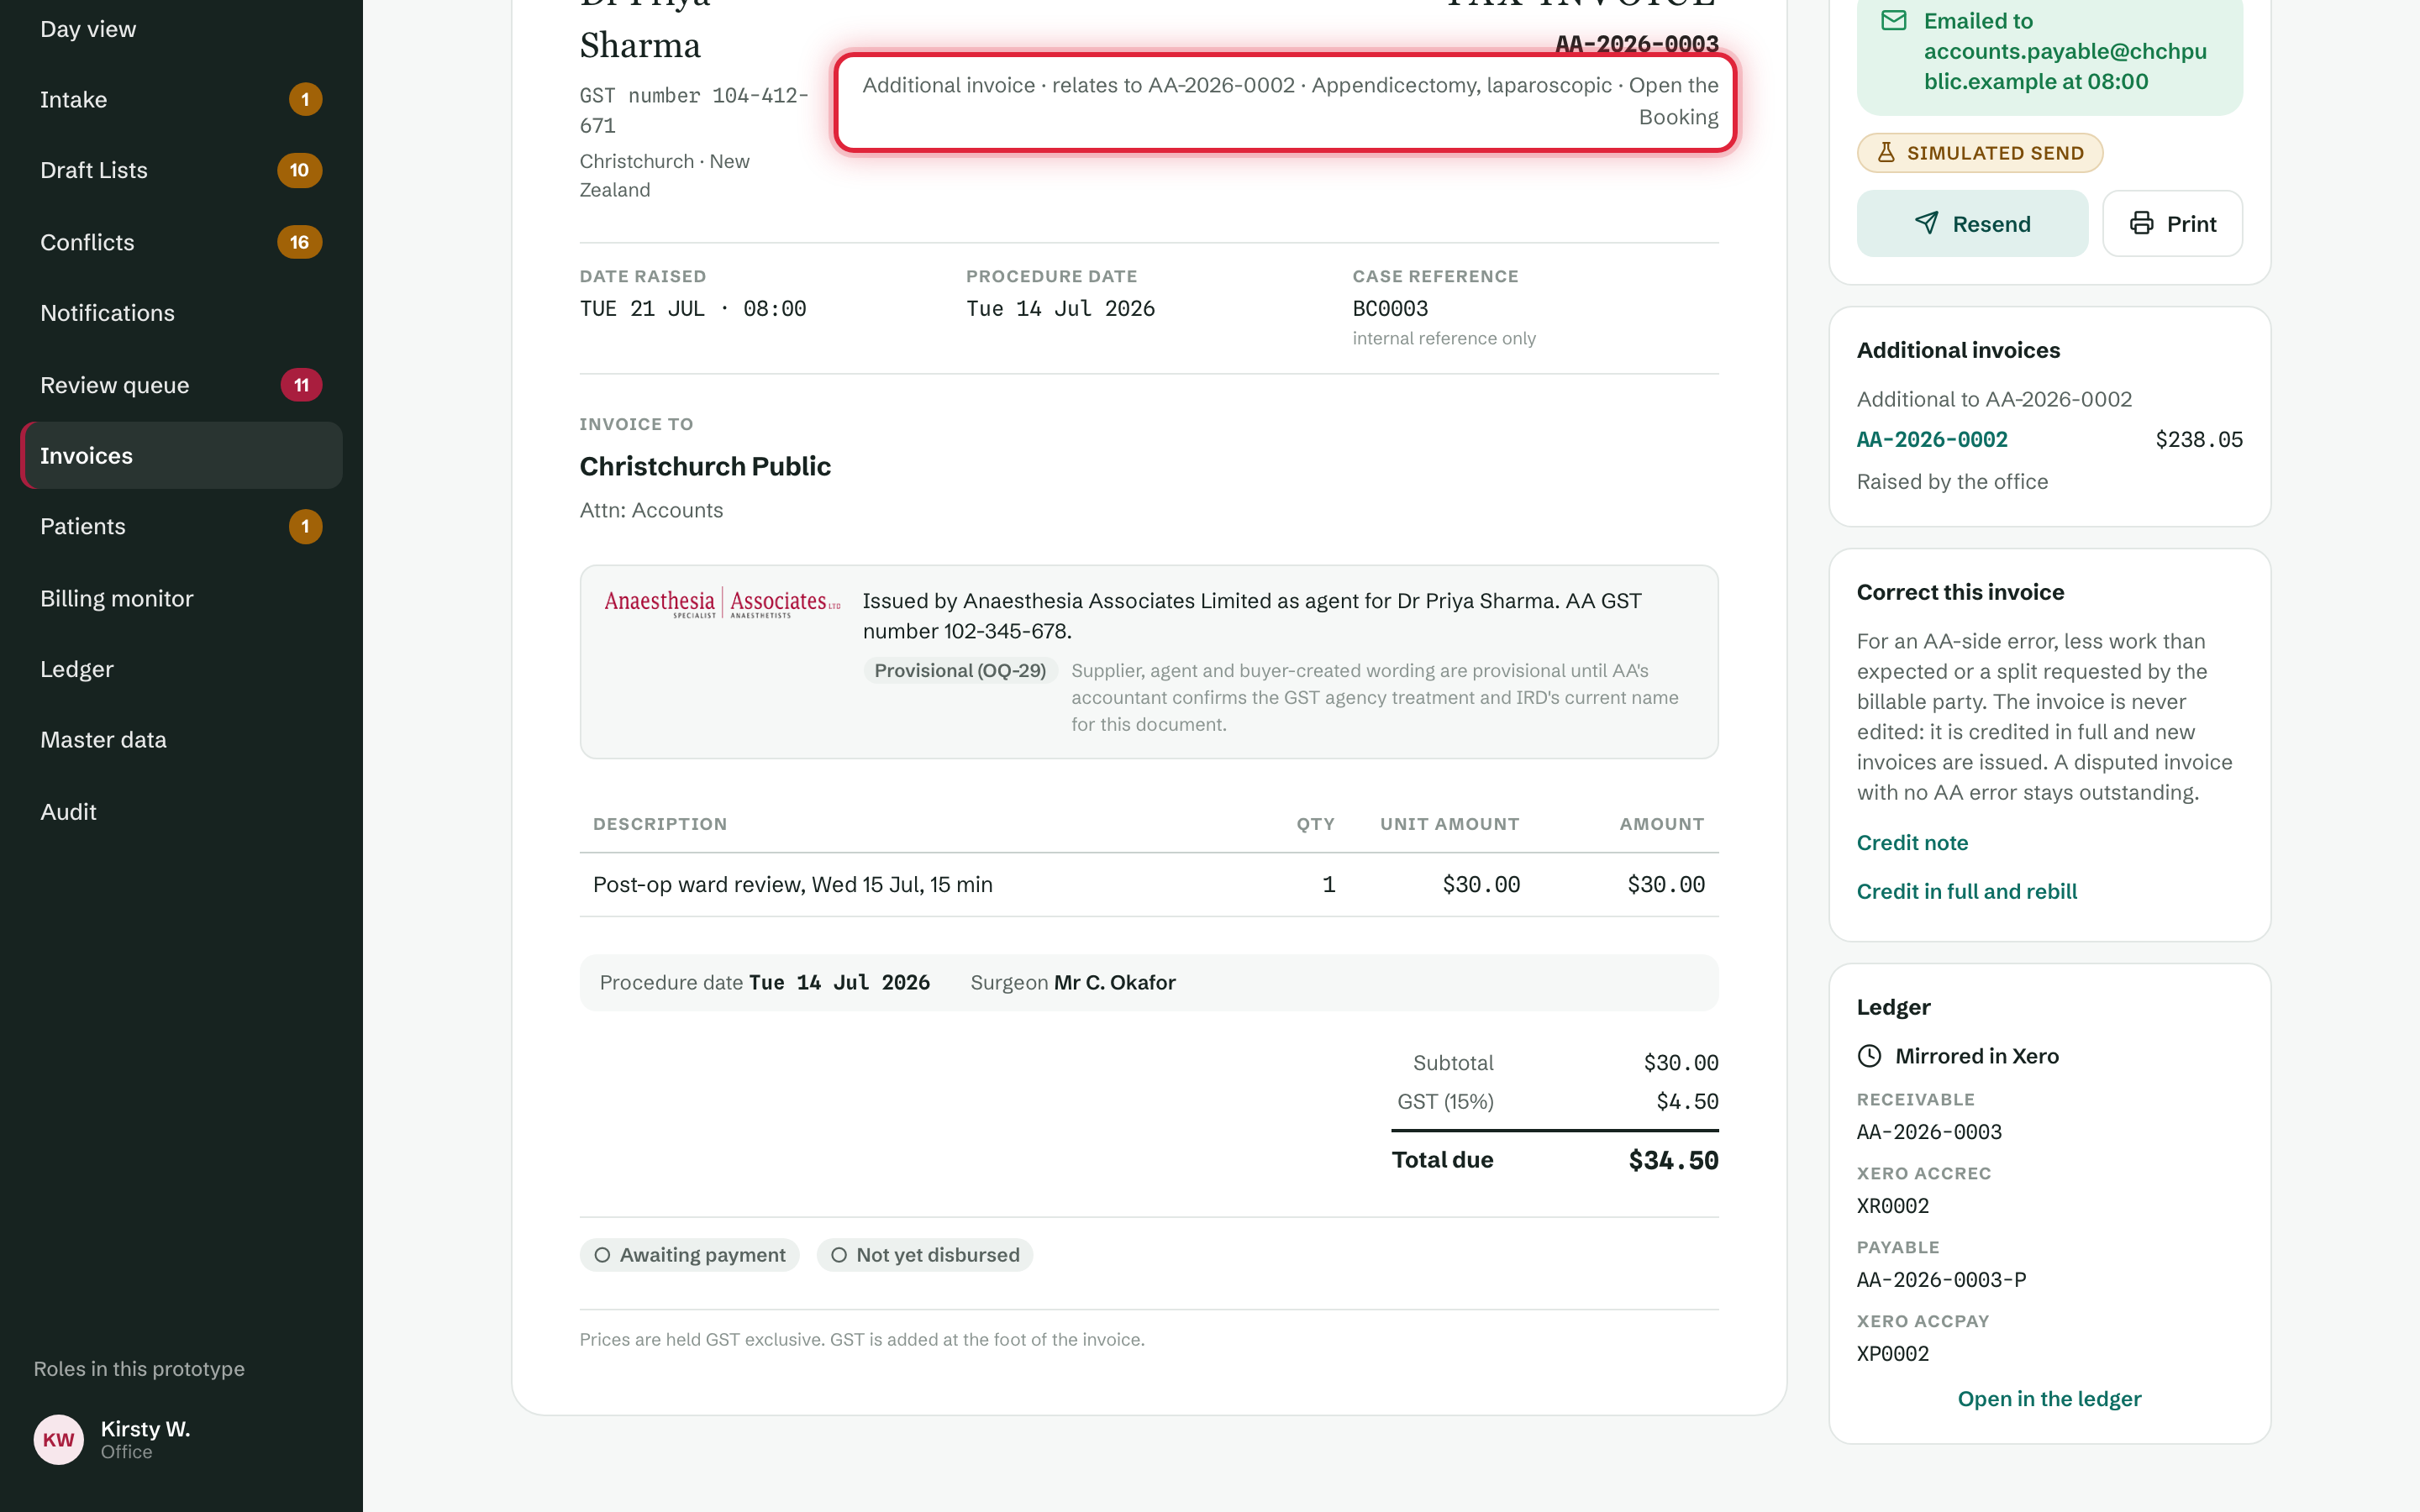 Day view
Intake 1
Draft Lists 10
Conflicts 16
Notifications
Review queue 11
Invoices
Patients 1
Billing monitor
Ledger
Master data
Audit
Roles in this prototype
KW
Kirsty W.
Office
Dr Priya
Sharma
GST number 104-412-
671
Christchurch · New
Zealand
TAX INVOICE
AA-2026-0003
Additional invoice · relates to AA-2026-0002 · Appendicectomy, laparoscopic · Open the
Booking
DATE RAISED
TUE 21 JUL · 08:00
PROCEDURE DATE
Tue 14 Jul 2026
CASE REFERENCE
BC0003
internal reference only
INVOICE TO
Christchurch Public
Attn: Accounts
Anaesthesia Associates LTD
SPECIALIST ANAESTHETISTS
Issued by Anaesthesia Associates Limited as agent for Dr Priya Sharma. AA GST
number 102-345-678.
Provisional (OQ-29)
Supplier, agent and buyer-created wording are provisional until AA's
accountant confirms the GST agency treatment and IRD's current name
for this document.
DESCRIPTION QTY UNIT AMOUNT AMOUNT
Post-op ward review, Wed 15 Jul, 15 min 1 $30.00 $30.00
Procedure date Tue 14 Jul 2026 Surgeon Mr C. Okafor
Subtotal $30.00
GST (15%) $4.50
Total due $34.50
Awaiting payment Not yet disbursed
Prices are held GST exclusive. GST is added at the foot of the invoice.
Emailed to
accounts.payable@chchpu
blic.example at 08:00
SIMULATED SEND
Resend Print
Additional invoices
Additional to AA-2026-0002
AA-2026-0002 $238.05
Raised by the office
Correct this invoice
For an AA-side error, less work than
expected or a split requested by the
billable party. The invoice is never
edited: it is credited in full and new
invoices are issued. A disputed invoice
with no AA error stays outstanding.
Credit note
Credit in full and rebill
Ledger
Mirrored in Xero
RECEIVABLE
AA-2026-0003
XERO ACCREC
XR0002
PAYABLE
AA-2026-0003-P
XERO ACCPAY
XP0002
Open in the ledger